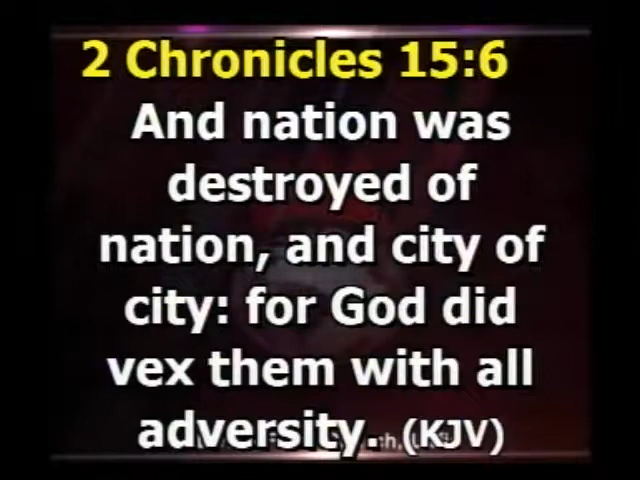 2 Chronicles 15:6
And nation was
destroyed of
nation, and city of
city: for God did
vex them with all
adversity. (KJV)